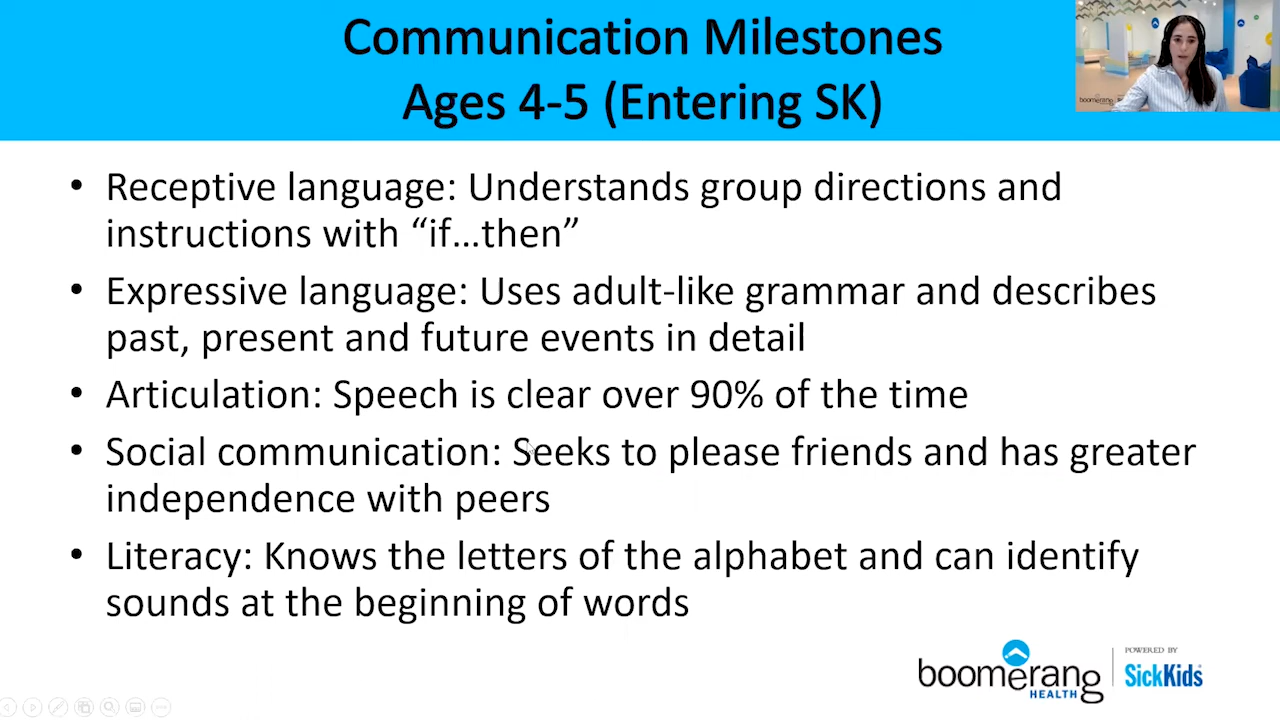 Communication Milestones
Ages 4-5 (Entering SK)
• Receptive language: Understands group directions and
instructions with “if…then”
• Expressive language: Uses adult-like grammar and describes
past, present and future events in detail
• Articulation: Speech is clear over 90% of the time
• Social communication: Seeks to please friends and has greater
independence with peers
• Literacy: Knows the letters of the alphabet and can identify
sounds at the beginning of words
boomerang
HEALTH
POWERED BY
SickKids
boomerang